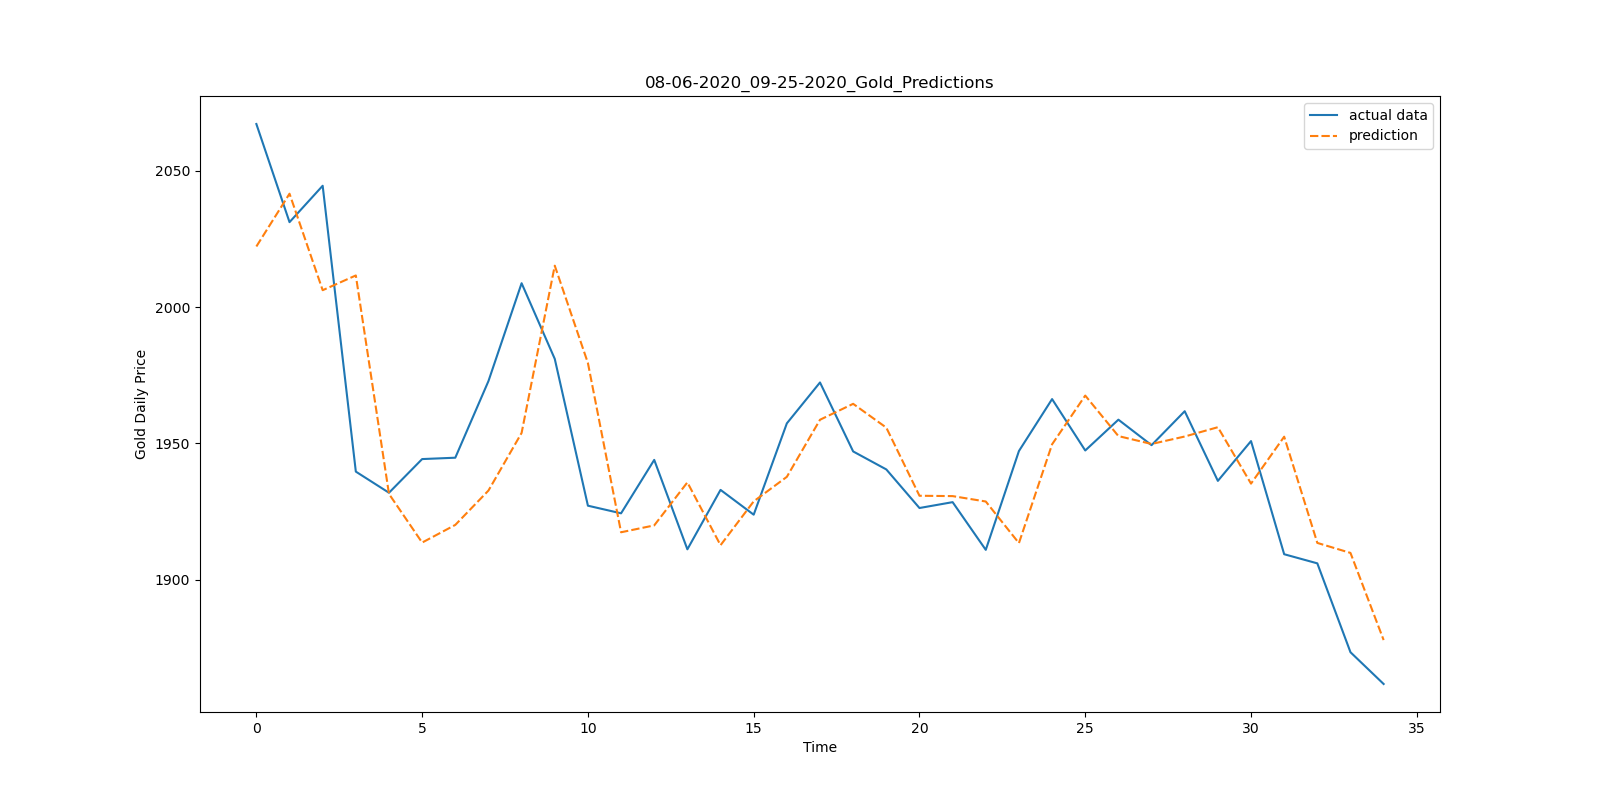 08-06-2020_09-25-2020_Gold_Predictions
actual data
prediction
2050
2000
1950
1900
Gold Daily Price
0 5 10 15 20 25 30 35
Time